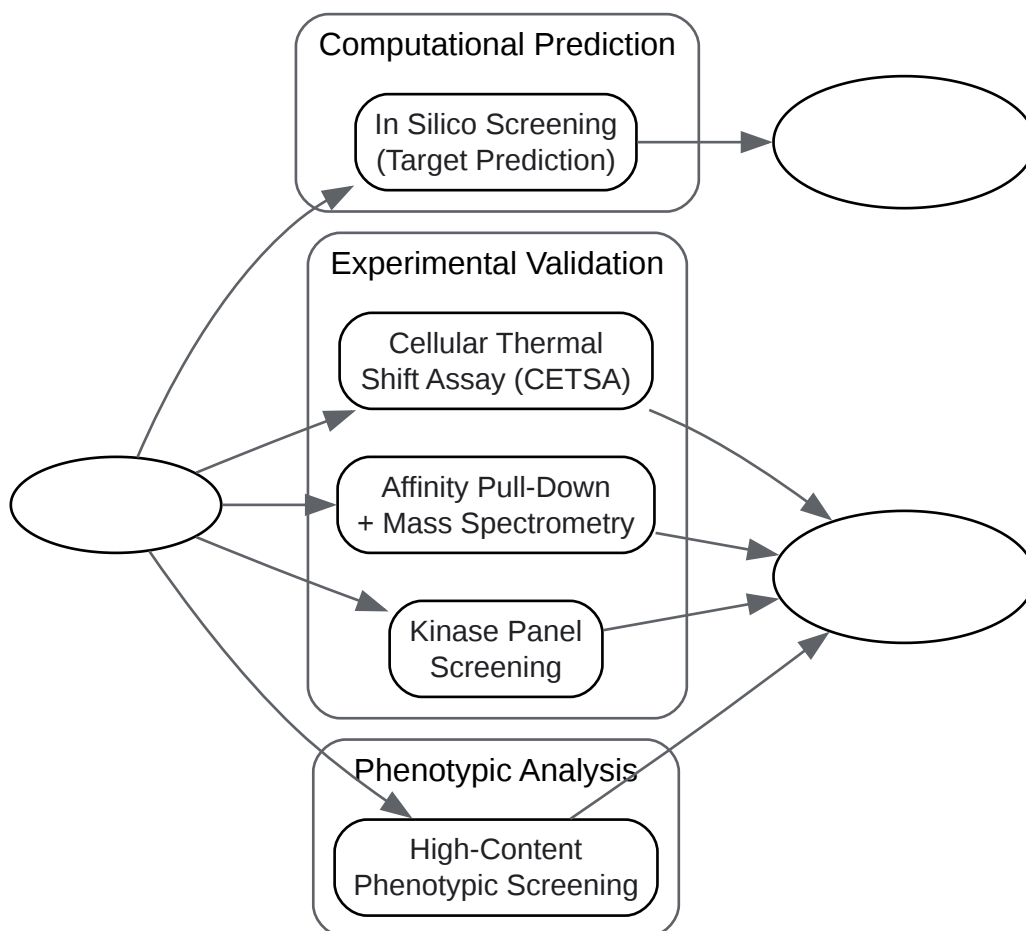 Computational Prediction
In Silico Screening
(Target Prediction)
Experimental Validation
Cellular Thermal
Shift Assay (CETSA)
Affinity Pull-Down
+ Mass Spectrometry
Kinase Panel
Screening
Phenotypic Analysis
High-Content
Phenotypic Screening